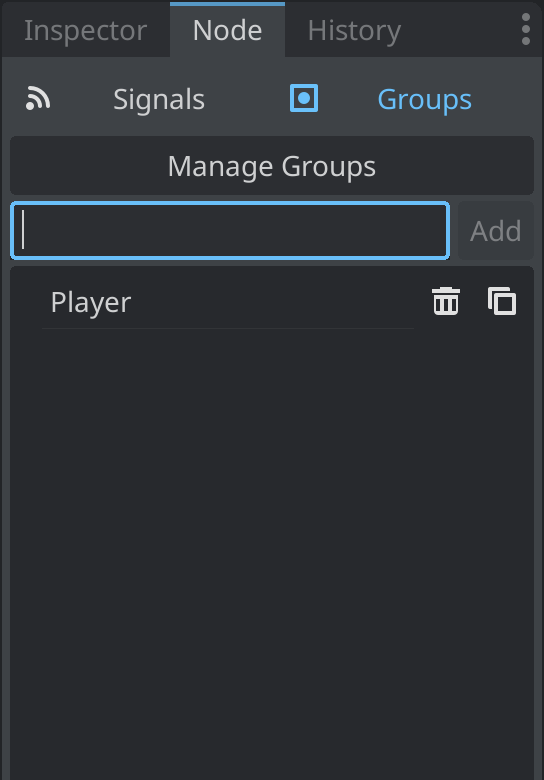 Inspector Node History
Signals Groups
Manage Groups
Add
Player